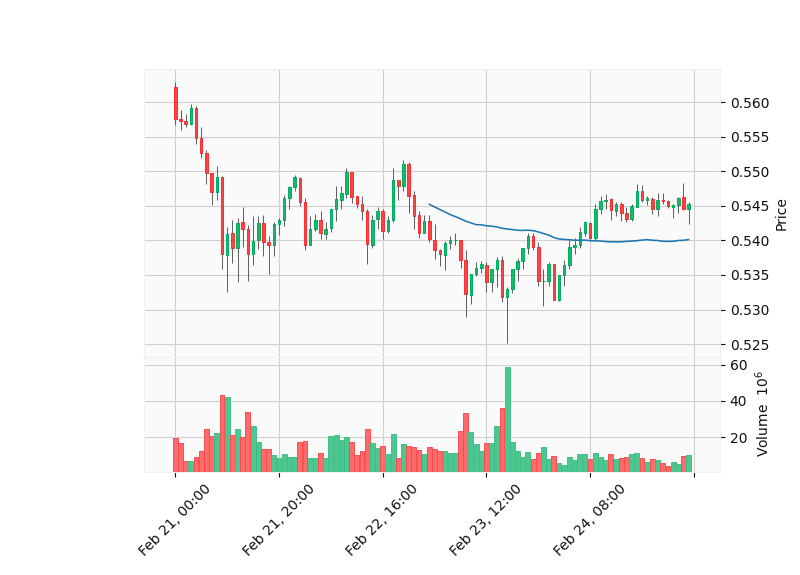 0.560
0.555
0.550
0.545
0.540
0.535
0.530
0.525
Price
60
40
20
Volume 10⁶
Feb 21, 00:00
Feb 21, 20:00
Feb 22, 16:00
Feb 23, 12:00
Feb 24, 08:00